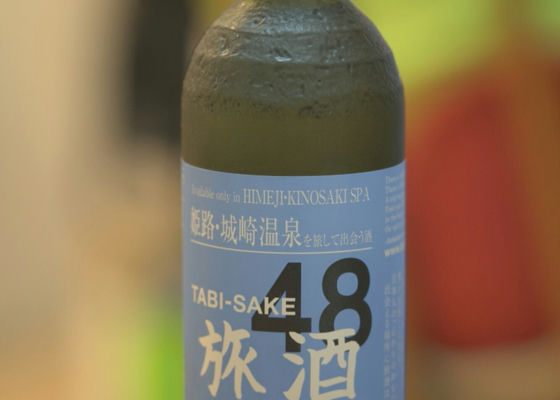 Available only in HIMEJI·KINOSAKI SPA
姫路・城崎温泉を旅して出会う酒
48
TABI-SAKE
旅酒